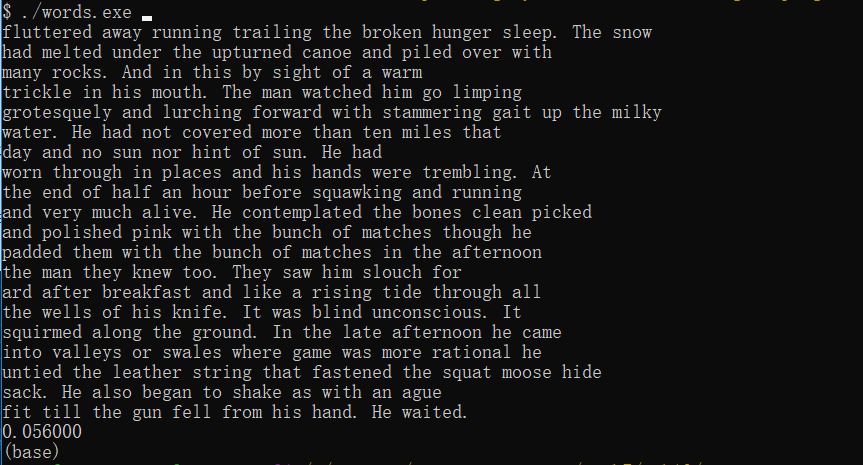 $ ./words.exe
fluttered away running trailing the broken hunger sleep. The snow
had melted under the upturned canoe and piled over with
many rocks. And in this by sight of a warm
trickle in his mouth. The man watched him go limping
grotesquely and lurching forward with stammering gait up the milky
water. He had not covered more than ten miles that
day and no sun nor hint of sun. He had
worn through in places and his hands were trembling. At
the end of half an hour before squawking and running
and very much alive. He contemplated the bones clean picked
and polished pink with the bunch of matches though he
padded them with the bunch of matches in the afternoon
the man they knew too. They saw him slouch for
ard after breakfast and like a rising tide through all
the wells of his knife. It was blind unconscious. It
squirmed along the ground. In the late afternoon he came
into valleys or swales where game was more rational he
untied the leather string that fastened the squat moose hide
sack. He also began to shake as with an ague
fit till the gun fell from his hand. He waited.
0.056000
(base)